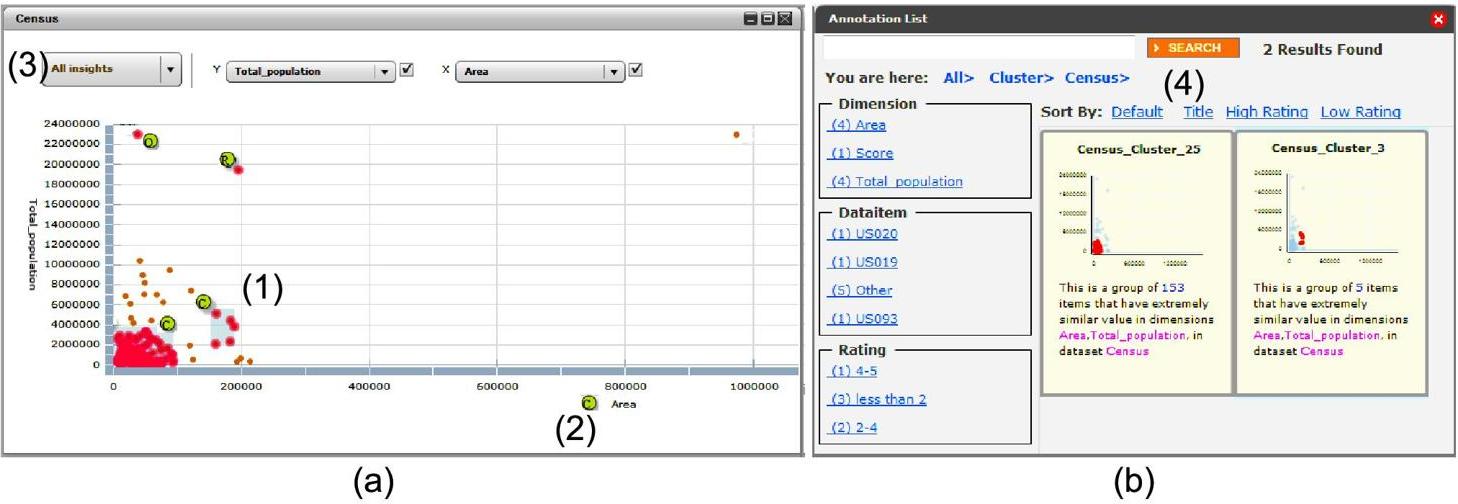 Census
(3) All insights
Y Total_population X Area
24000000
22000000
20000000
18000000
16000000
14000000
12000000
10000000
8000000
6000000
4000000
2000000
0
Total_population
O
R
(1)
C
C
0 200000 400000 600000 800000 1000000
C Area
(2)
(a)
Annotation List
SEARCH 2 Results Found
You are here: All> Cluster> Census>
(4)
Dimension
(4) Area
(1) Score
(4) Total_population
Dataitem
(1) US020
(1) US019
(5) Other
(1) US093
Rating
(1) 4-5
(3) less than 2
(2) 2-4
Sort By: Default Title High Rating Low Rating
Census_Cluster_25
0 600000 1200000
This is a group of 153
items that have extremely
similar value in dimensions
Area,Total_population, in
dataset Census
Census_Cluster_3
0 600000 1200000
This is a group of 5 items
that have extremely
similar value in dimensions
Area,Total_population, in
dataset Census
(b)